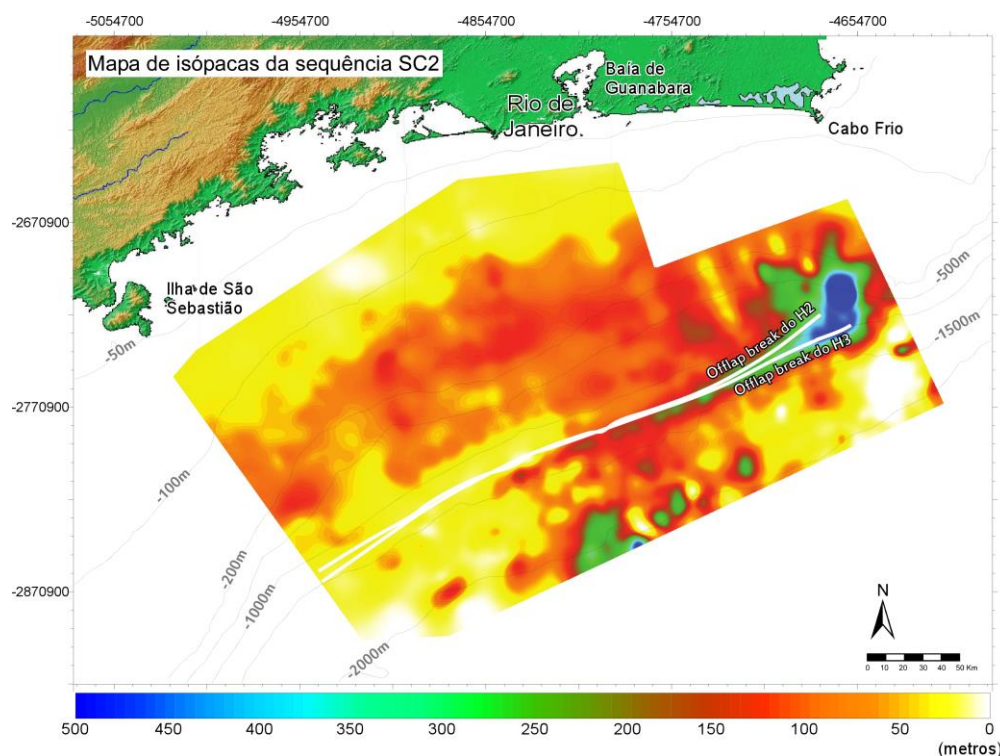 -5054700 -4954700 -4854700 -4754700 -4654700
Mapa de isópacas da sequência SC2
Baía de
Guanabara
Rio de
Janeiro.
Cabo Frio
-2670900
Ilha de São
Sebastião
-50m
-500m
-1500m
Offlap break do H2
Offlap break do H3
-2770900
-100m
-200m
-2870900
-1000m
-2000m
N
0 10 20 30 40 50 Km
500 450 400 350 300 250 200 150 100 50 0
(metros)